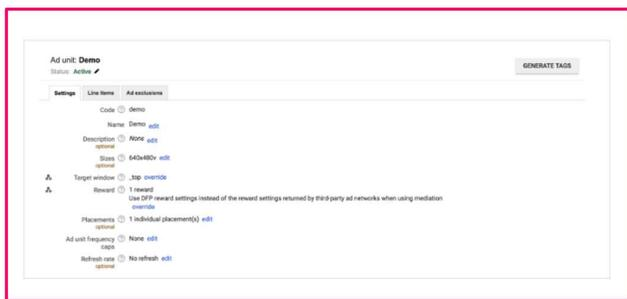 Ad unit: Demo
Status: Active
GENERATE TAGS
Settings Line items Ad exclusions
Code ? demo
Name Demo edit
Description ? None edit
optional
Sizes ? 640x480v edit
optional
Target window ? _top override
Reward ? 1 reward
Use DFP reward settings instead of the reward settings returned by third-party ad networks when using mediation
override
Placements ? 1 individual placement(s) edit
optional
Ad unit frequency ? None edit
caps
Refresh rate ? No refresh edit
optional